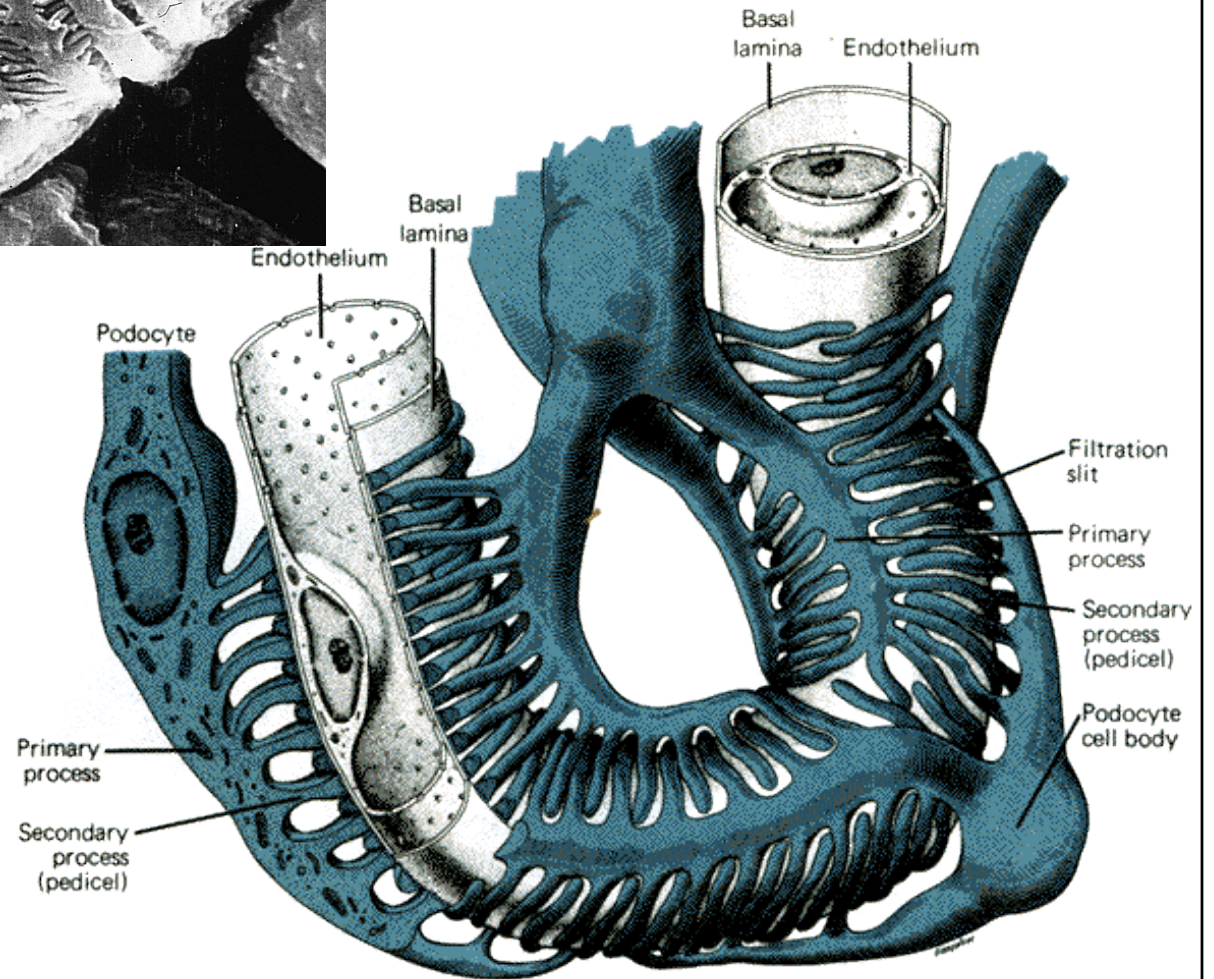 Basal
lamina
Endothelium
Basal
lamina
Endothelium
Podocyte
Filtration
slit
Primary
process
Secondary
process
(pedicel)
Podocyte
cell body
Primary
process
Secondary
process
(pedicel)